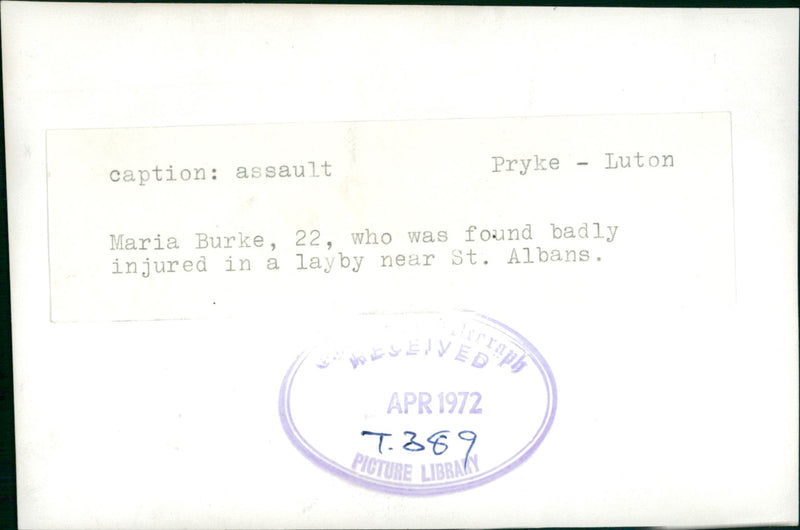 caption: assault Pryke - Luton
Maria Burke, 22, who was found badly
injured in a layby near St. Albans.
RECEIVED
APR 1972
T.389
PICTURE LIBRARY